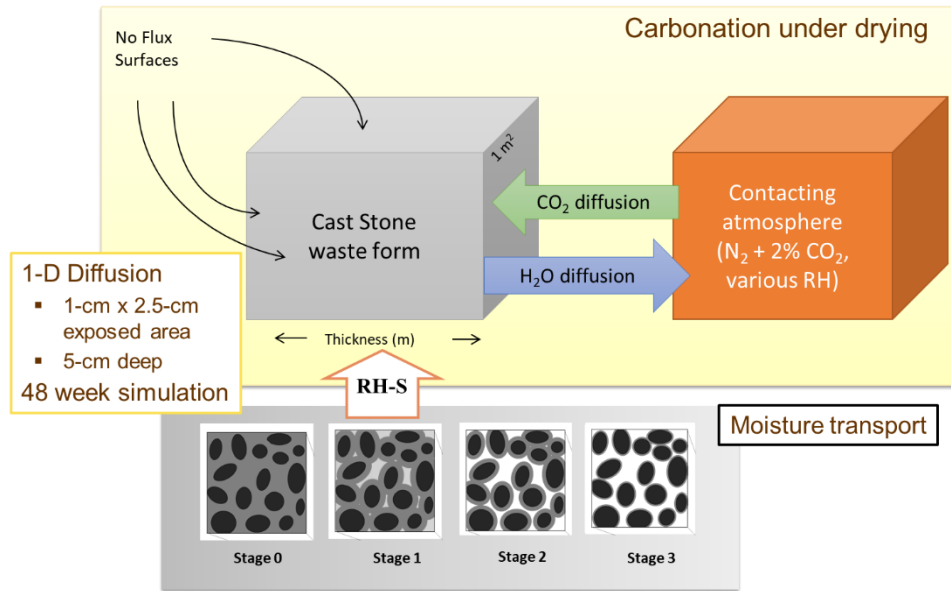 Carbonation under drying
No Flux
Surfaces
1 m²
Cast Stone
waste form
CO₂ diffusion
H₂O diffusion
Contacting
atmosphere
(N₂ + 2% CO₂,
various RH)
1-D Diffusion
▪ 1-cm x 2.5-cm
exposed area
▪ 5-cm deep
48 week simulation
Thickness (m)
RH-S
Moisture transport
Stage 0
Stage 1
Stage 2
Stage 3